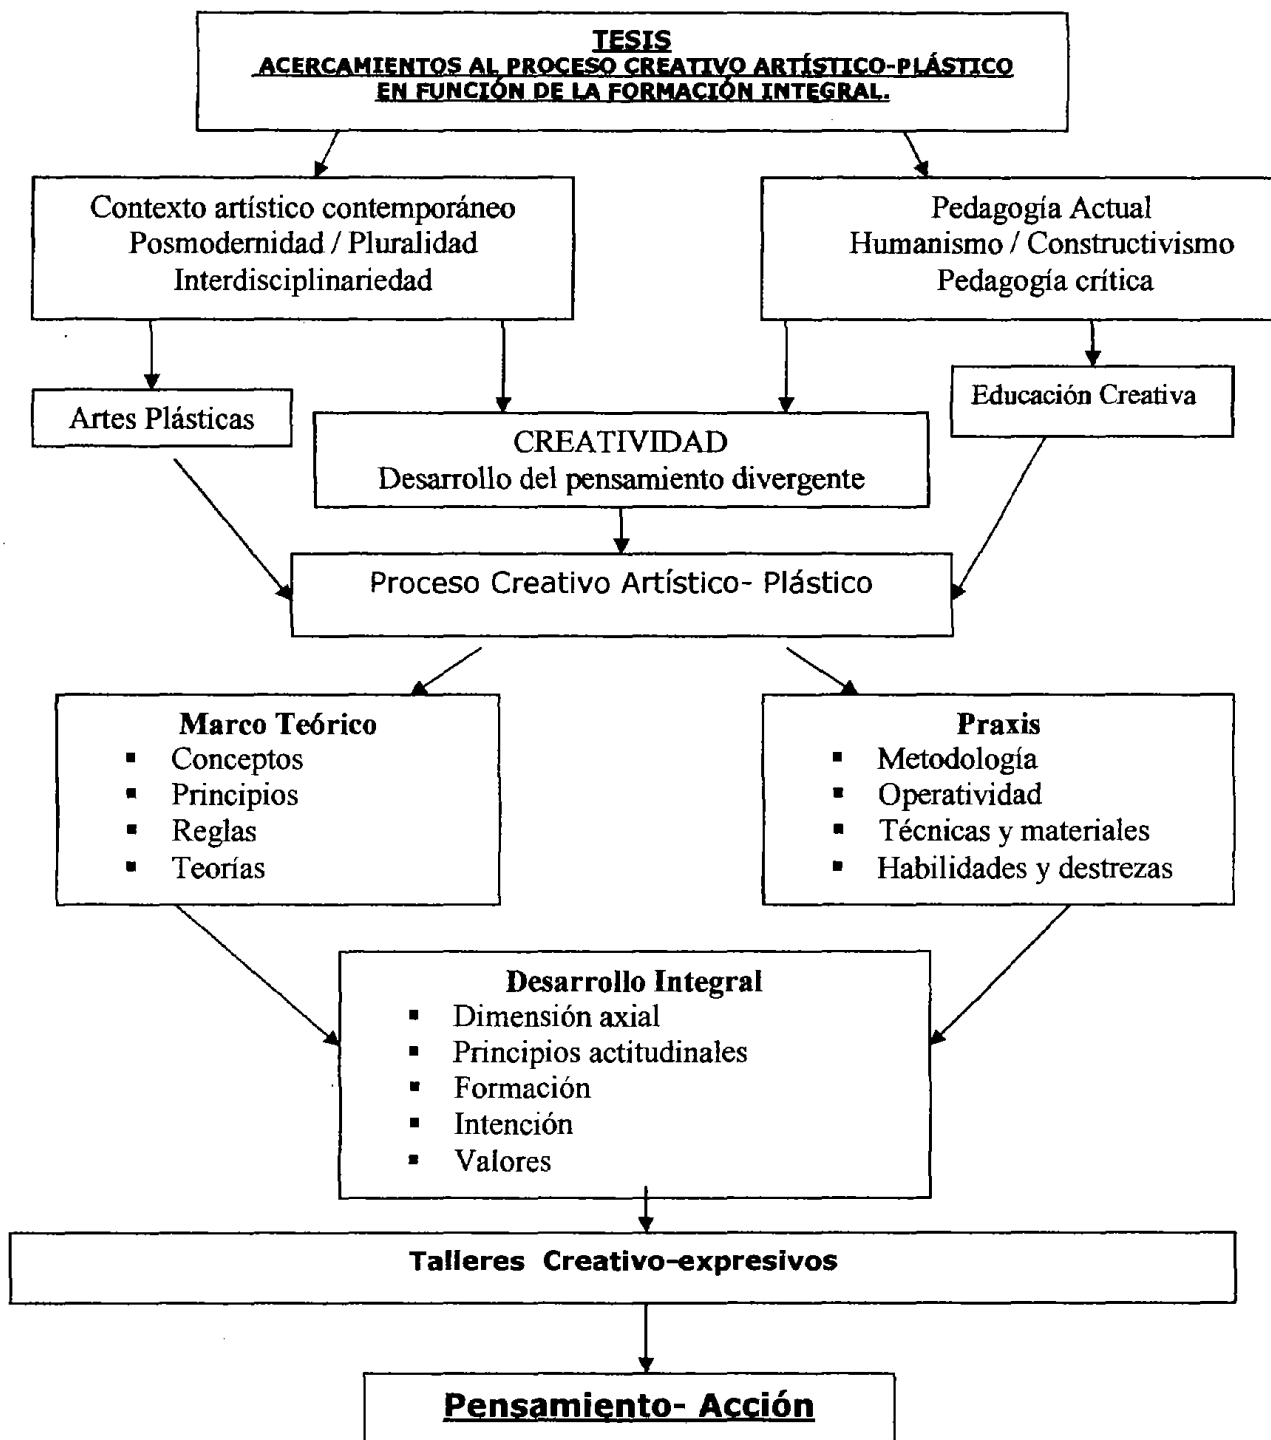 TESIS
ACERCAMIENTOS AL PROCESO CREATIVO ARTÍSTICO-PLÁSTICO
EN FUNCIÓN DE LA FORMACIÓN INTEGRAL.
Contexto artístico contemporáneo
Posmodernidad / Pluralidad
Interdisciplinariedad
Pedagogía Actual
Humanismo / Constructivismo
Pedagogía crítica
Artes Plásticas
Educación Creativa
CREATIVIDAD
Desarrollo del pensamiento divergente
Proceso Creativo Artístico- Plástico
Marco Teórico
▪ Conceptos
▪ Principios
▪ Reglas
▪ Teorías
Praxis
▪ Metodología
▪ Operatividad
▪ Técnicas y materiales
▪ Habilidades y destrezas
Desarrollo Integral
▪ Dimensión axial
▪ Principios actitudinales
▪ Formación
▪ Intención
▪ Valores
Talleres Creativo-expresivos
Pensamiento- Acción